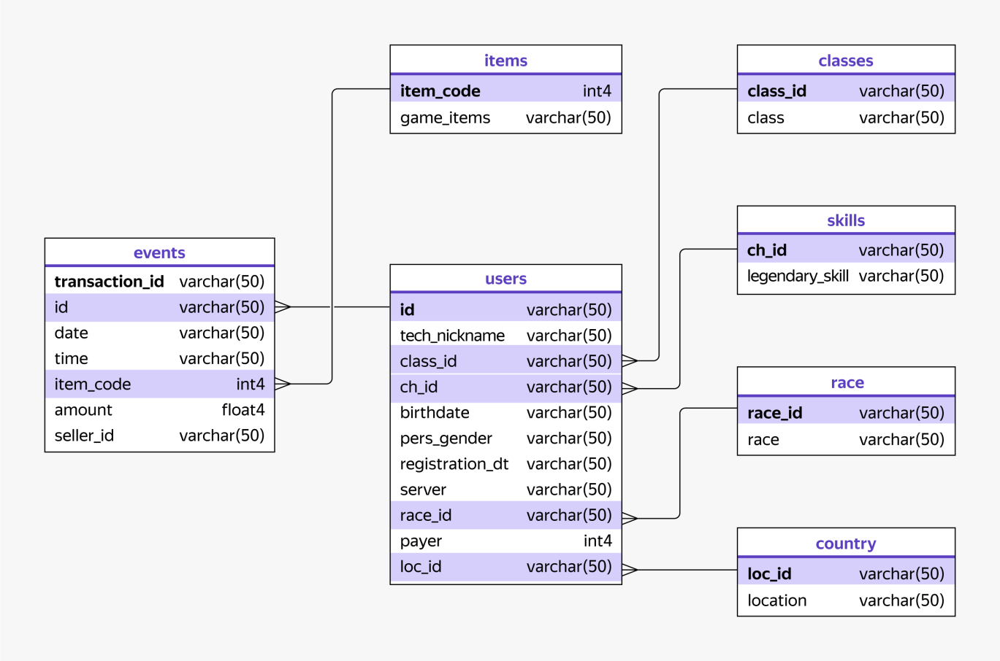 items
item_code int4
game_items varchar(50)
classes
class_id varchar(50)
class varchar(50)
skills
ch_id varchar(50)
legendary_skill varchar(50)
events
transaction_id varchar(50)
id varchar(50)
date varchar(50)
time varchar(50)
item_code int4
amount float4
seller_id varchar(50)
users
id varchar(50)
tech_nickname varchar(50)
class_id varchar(50)
ch_id varchar(50)
birthdate varchar(50)
pers_gender varchar(50)
registration_dt varchar(50)
server varchar(50)
race_id varchar(50)
payer int4
loc_id varchar(50)
race
race_id varchar(50)
race varchar(50)
country
loc_id varchar(50)
location varchar(50)